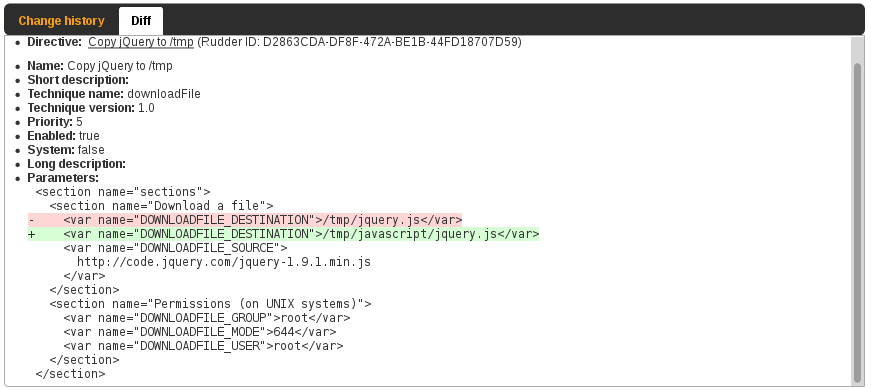 Change history Diff
• Directive: Copy jQuery to /tmp (Rudder ID: D2863CDA-DF8F-472A-BE1B-44FD18707D59)
• Name: Copy jQuery to /tmp
• Short description:
• Technique name: downloadFile
• Technique version: 1.0
• Priority: 5
• Enabled: true
• System: false
• Long description:
• Parameters:
<section name="sections">
  <section name="Download a file">
-    <var name="DOWNLOADFILE_DESTINATION">/tmp/jquery.js</var>
+    <var name="DOWNLOADFILE_DESTINATION">/tmp/javascript/jquery.js</var>
    <var name="DOWNLOADFILE_SOURCE">
      http://code.jquery.com/jquery-1.9.1.min.js
    </var>
  </section>
  <section name="Permissions (on UNIX systems)">
    <var name="DOWNLOADFILE_GROUP">root</var>
    <var name="DOWNLOADFILE_MODE">644</var>
    <var name="DOWNLOADFILE_USER">root</var>
  </section>
</section>